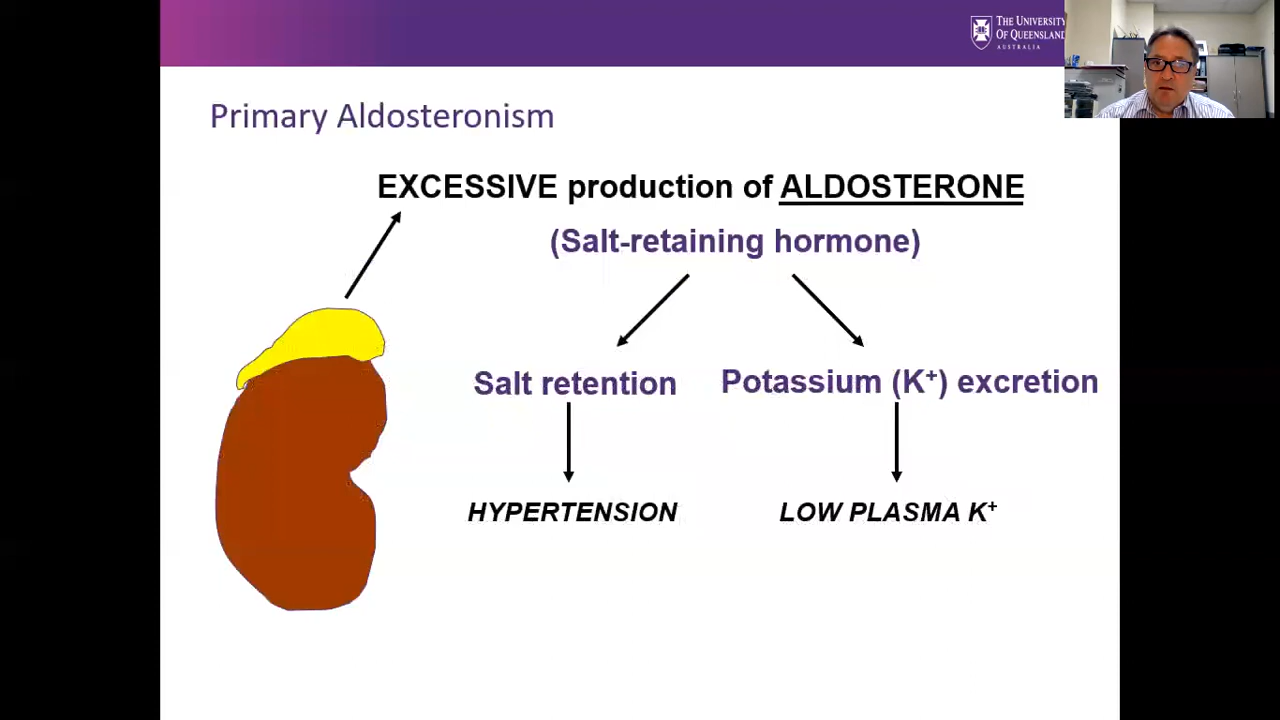 THE UNIVERSITY
OF QUEENSLAND
AUSTRALIA
Primary Aldosteronism
EXCESSIVE production of ALDOSTERONE
(Salt-retaining hormone)
Salt retention
Potassium (K⁺) excretion
HYPERTENSION
LOW PLASMA K⁺